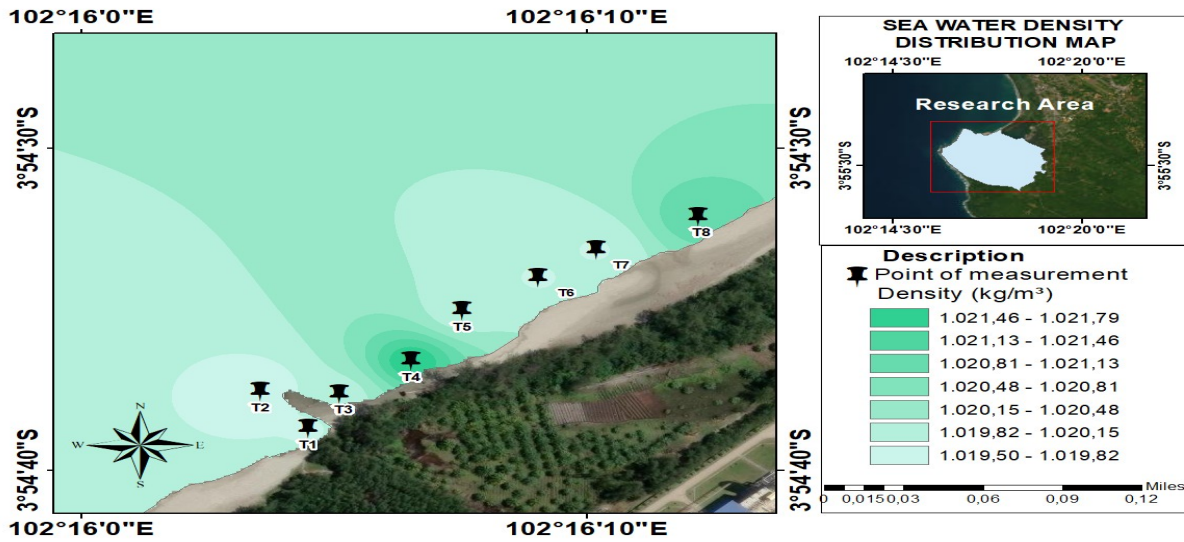 102°16'0"E
102°16'10"E
3°54'30"S
3°54'40"S
T8
T7
T6
T5
T4
T3
T2
T1
N
W
E
S
3°54'30"S
3°54'40"S
102°16'0"E
102°16'10"E
SEA WATER DENSITY
DISTRIBUTION MAP
102°14'30"E
102°20'0"E
Research Area
3°55'30"S
3°55'30"S
102°14'30"E
102°20'0"E
Description
Point of measurement
Density (kg/m³)
1.021,46 - 1.021,79
1.021,13 - 1.021,46
1.020,81 - 1.021,13
1.020,48 - 1.020,81
1.020,15 - 1.020,48
1.019,82 - 1.020,15
1.019,50 - 1.019,82
Miles
0 0,0150,03 0,06 0,09 0,12